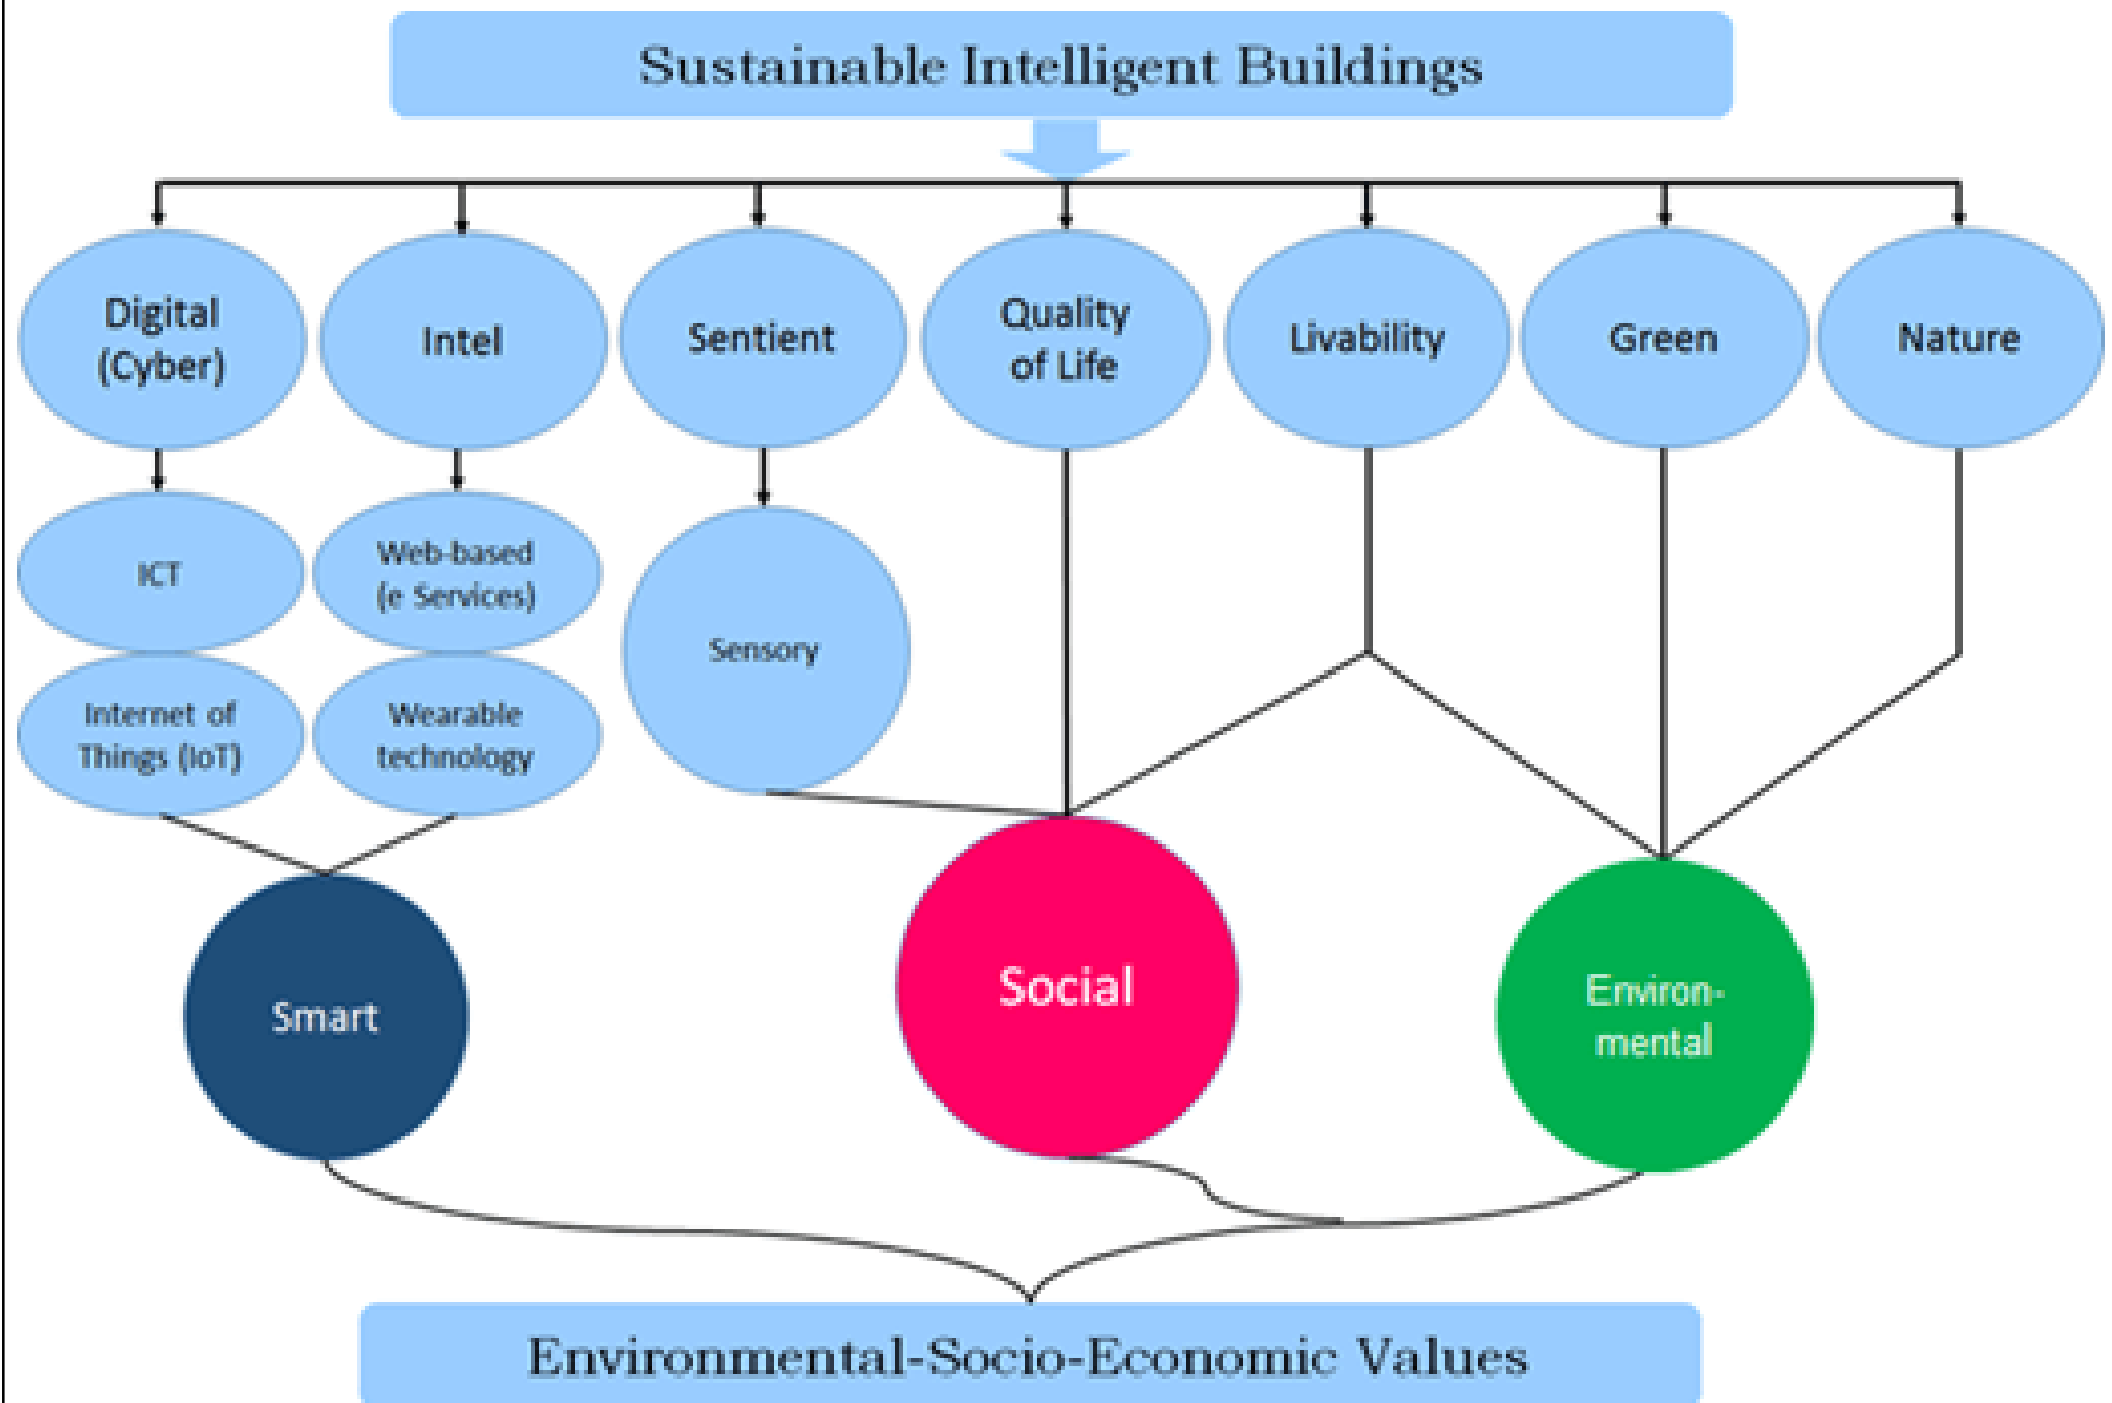 Sustainable Intelligent Buildings
Digital
(Cyber)
Intel
Sentient
Quality
of Life
Livability
Green
Nature
ICT
Web-based
(e Services)
Sensory
Internet of
Things (IoT)
Wearable
technology
Smart
Social
Environ-
mental
Environmental-Socio-Economic Values